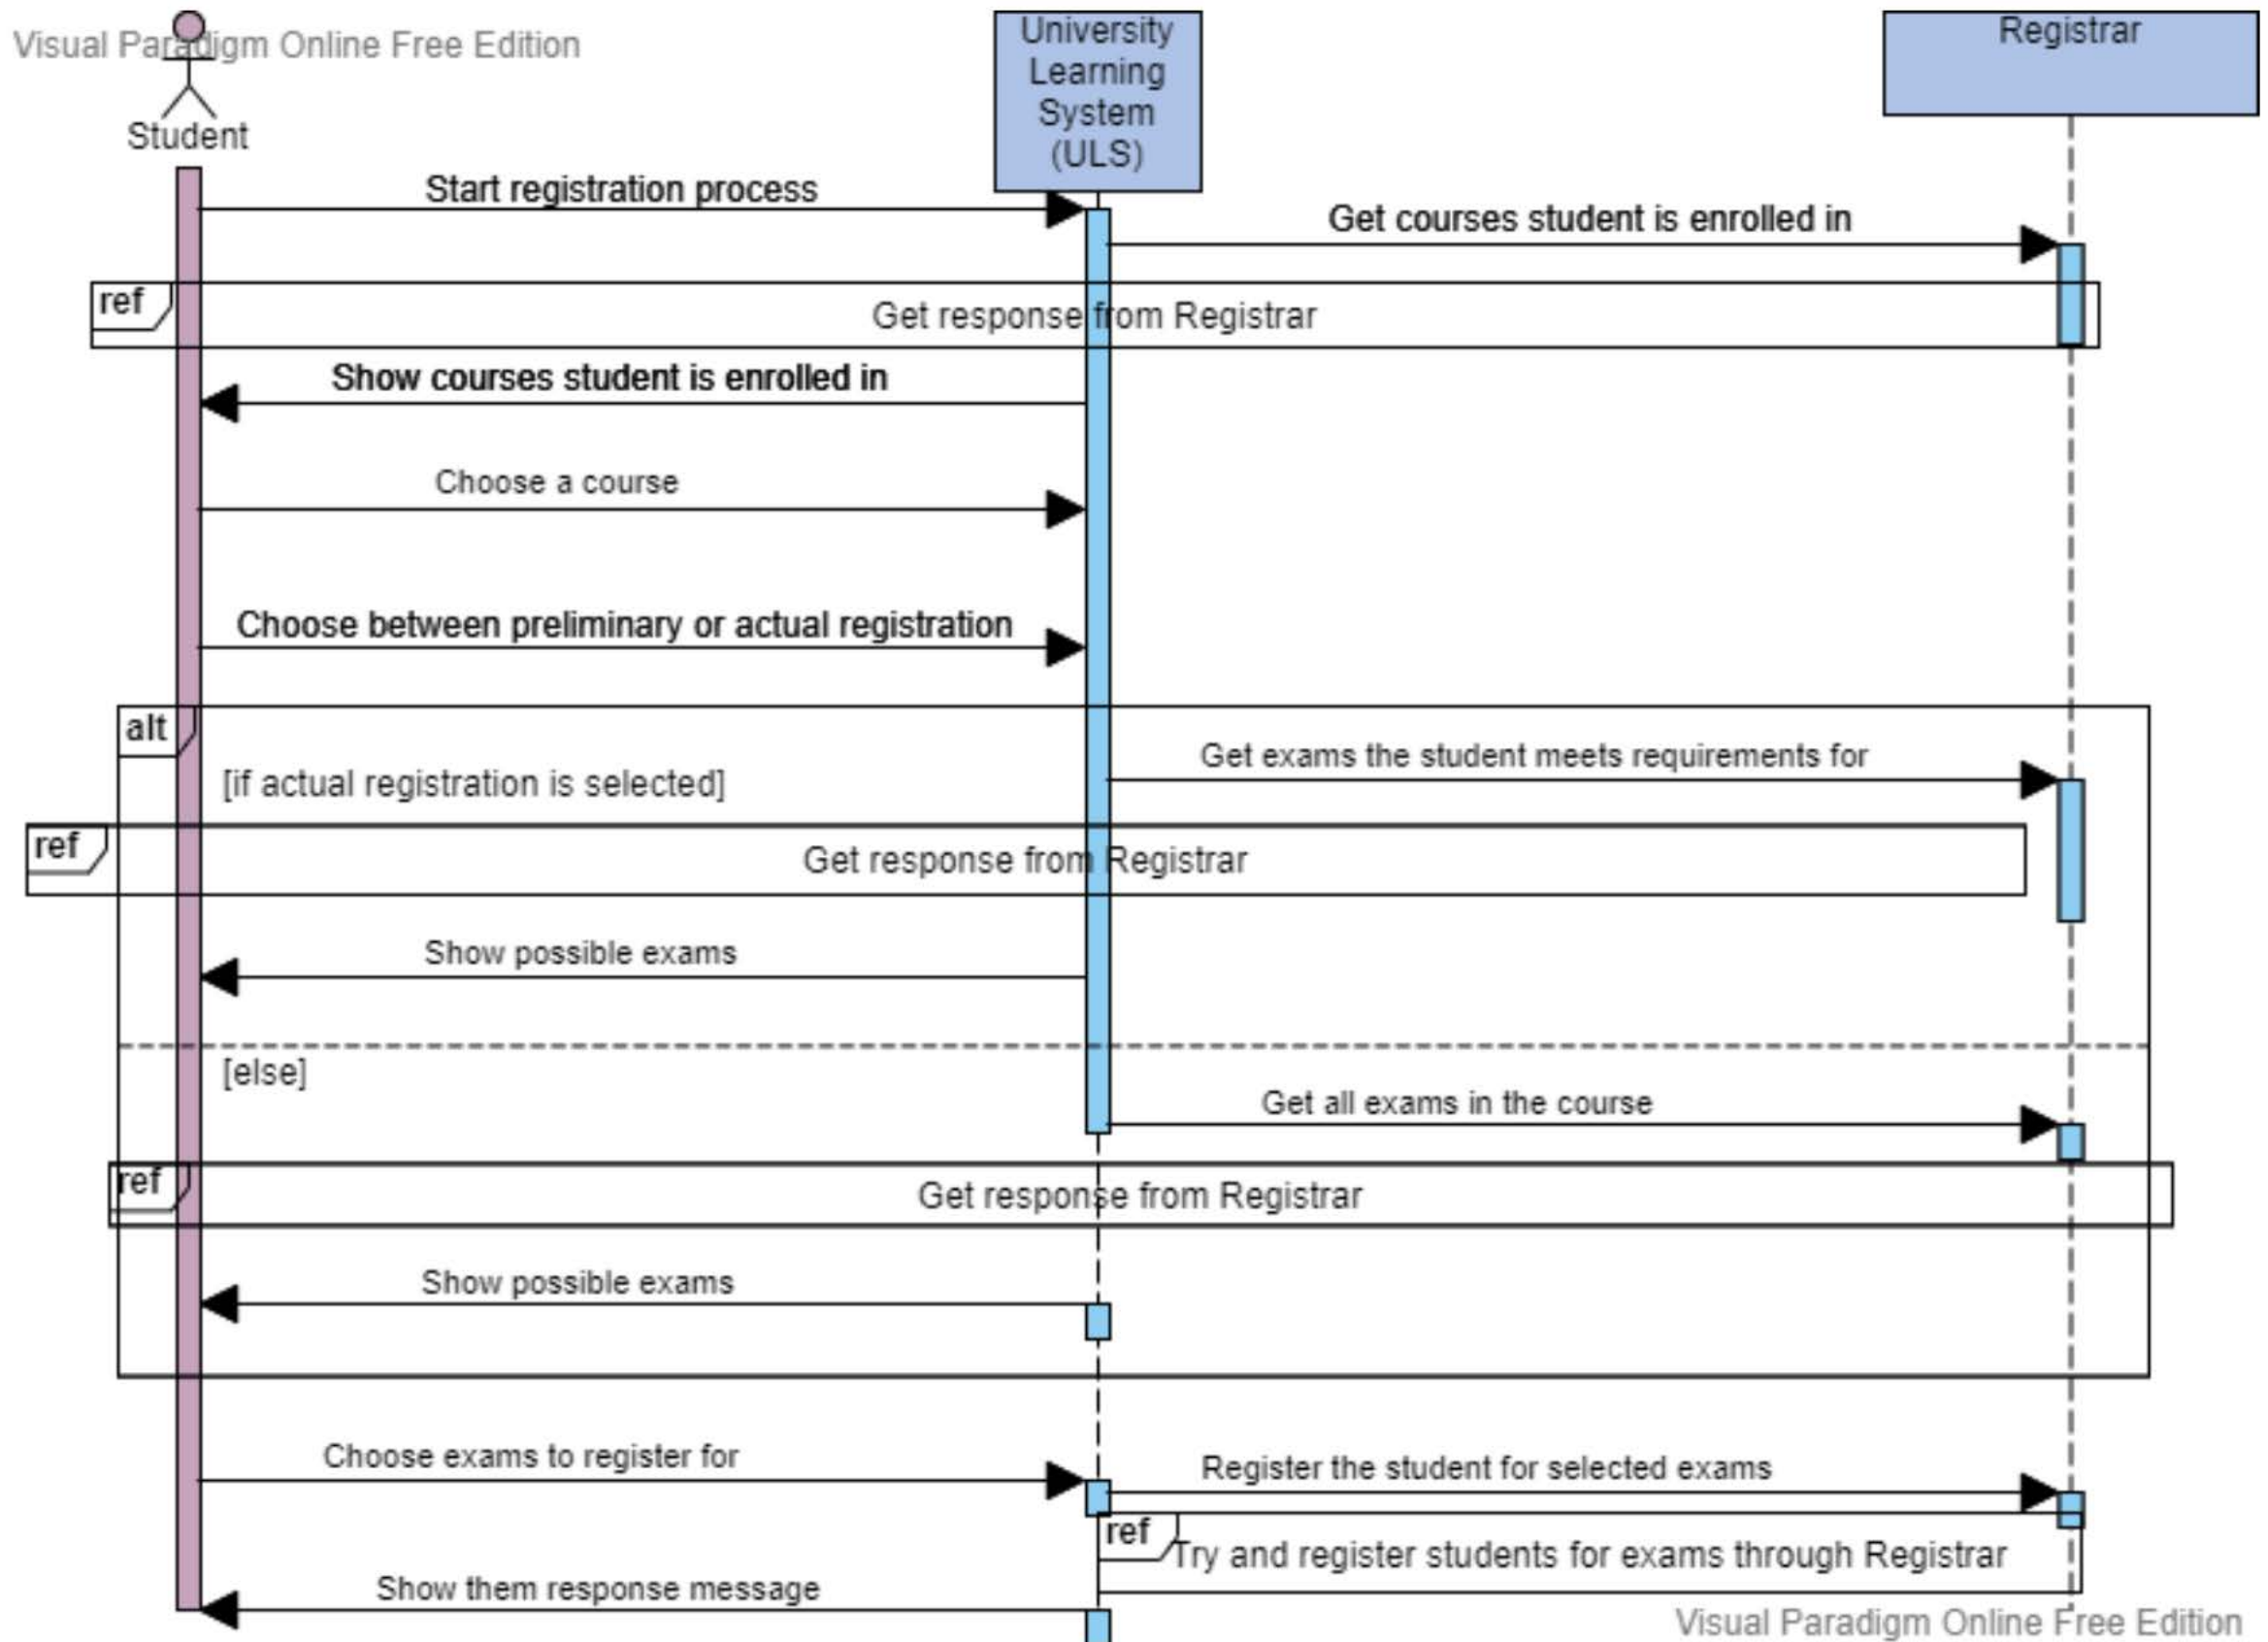 Visual Paradigm Online Free Edition
Student
University
Learning
System
(ULS)
Registrar
Start registration process
Get courses student is enrolled in
ref
Get response from Registrar
Show courses student is enrolled in
Choose a course
Choose between preliminary or actual registration
alt
[if actual registration is selected]
Get exams the student meets requirements for
ref
Get response from Registrar
Show possible exams
[else]
Get all exams in the course
ref
Get response from Registrar
Show possible exams
Choose exams to register for
Register the student for selected exams
ref
Try and register students for exams through Registrar
Show them response message
Visual Paradigm Online Free Edition